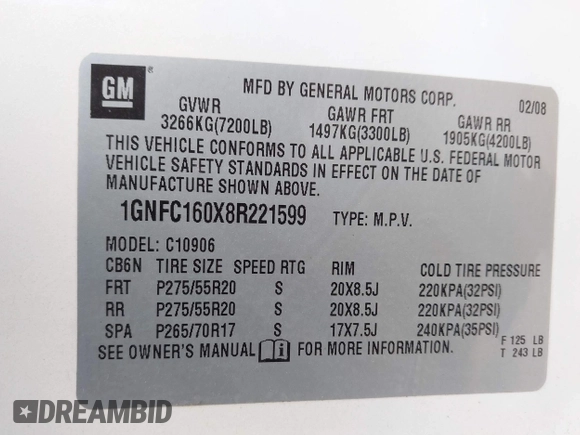 GM ®
MFD BY GENERAL MOTORS CORP. 02/08
GVWR GAWR FRT GAWR RR
3266KG(7200LB) 1497KG(3300LB) 1905KG(4200LB)
THIS VEHICLE CONFORMS TO ALL APPLICABLE U.S. FEDERAL MOTOR
VEHICLE SAFETY STANDARDS IN EFFECT ON THE DATE OF
MANUFACTURE SHOWN ABOVE.
1GNFC160X8R221599 TYPE: M.P.V.
MODEL: C10906
CB6N TIRE SIZE SPEED RTG RIM COLD TIRE PRESSURE
FRT P275/55R20 S 20X8.5J 220KPA(32PSI)
RR P275/55R20 S 20X8.5J 220KPA(32PSI)
SPA P265/70R17 S 17X7.5J 240KPA(35PSI)
SEE OWNER'S MANUAL i FOR MORE INFORMATION. F 125 LB
T 243 LB
DREAMBID